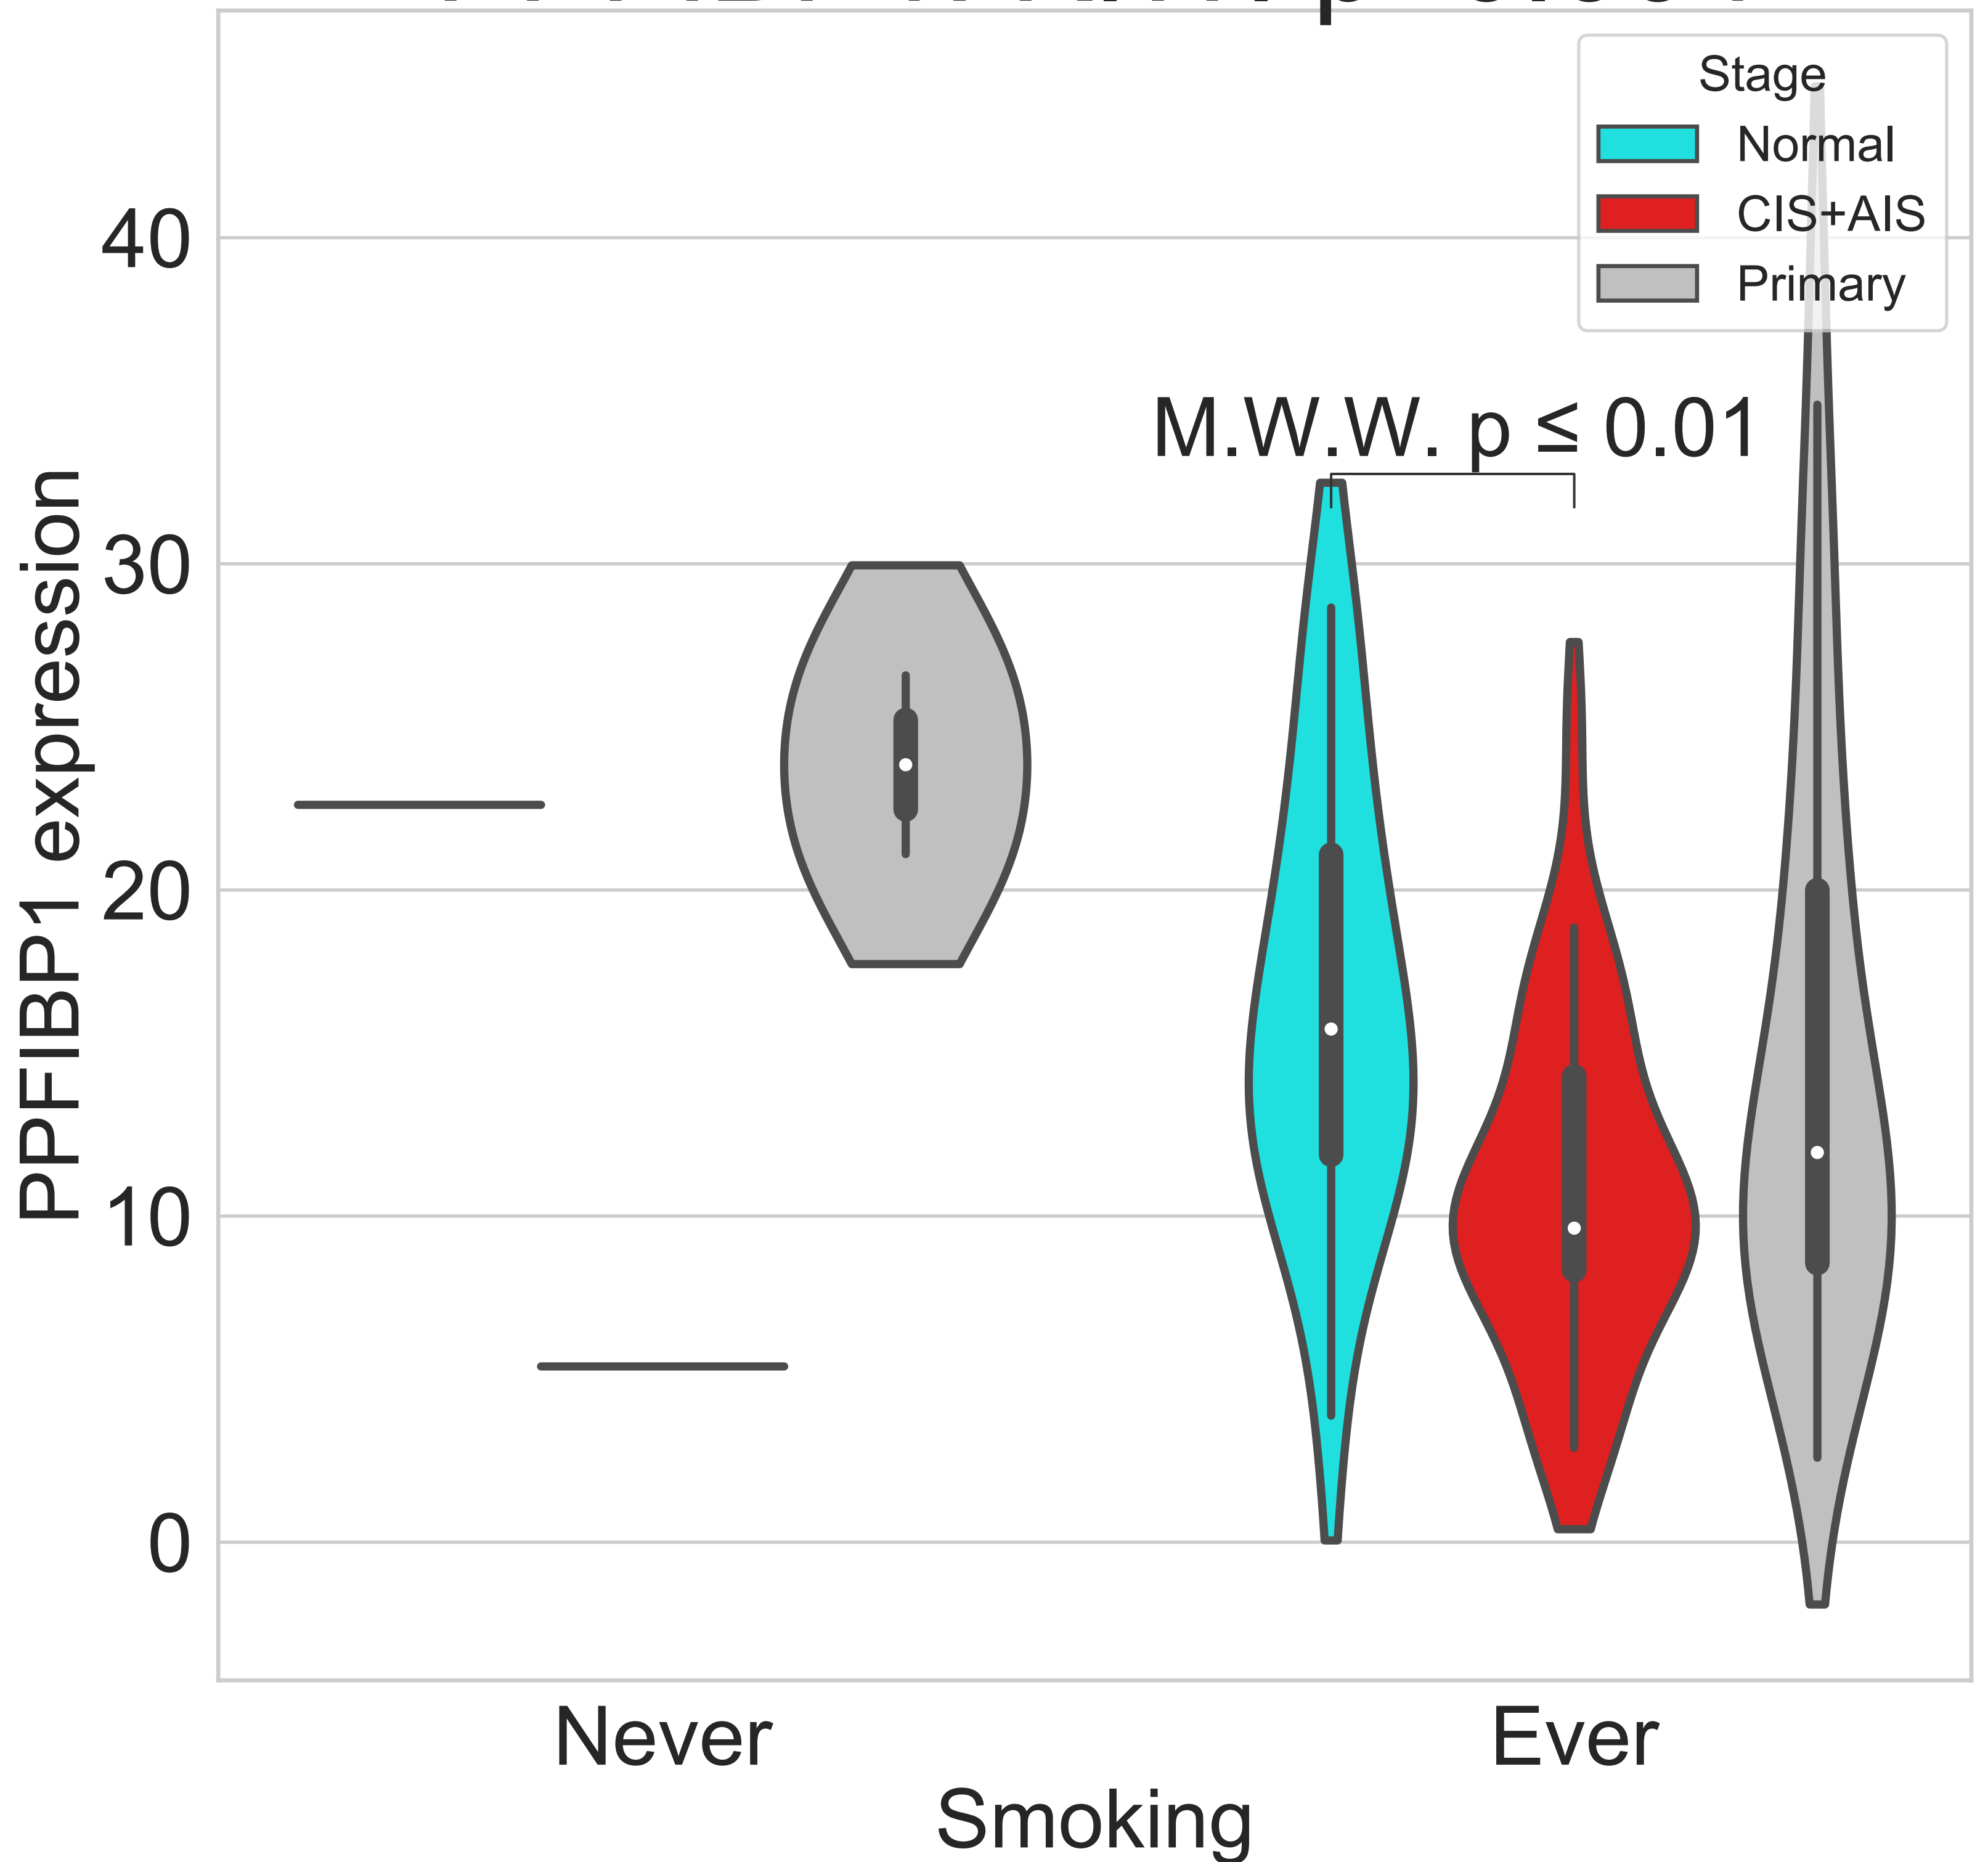 Stage
Normal
CIS+AIS
Primary
M.W.W. p ≤ 0.01
PPFIBP1 expression
40
30
20
10
0
Never
Ever
Smoking